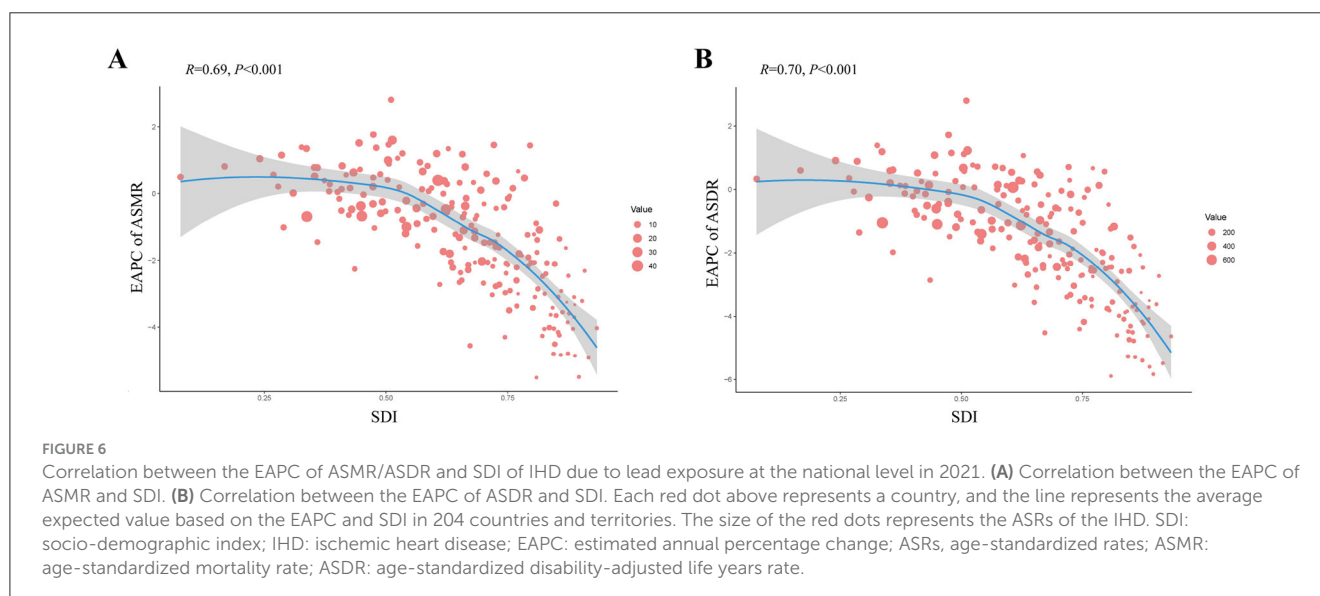 A
R=0.69, P<0.001
EAPC of ASMR
2
0
−2
−4
0.25
0.50
0.75
SDI
Value
10
20
30
40
B
R=0.70, P<0.001
EAPC of ASDR
2
0
−2
−4
−6
0.25
0.50
0.75
SDI
Value
200
400
600
FIGURE 6
Correlation between the EAPC of ASMR/ASDR and SDI of IHD due to lead exposure at the national level in 2021. (A) Correlation between the EAPC of
ASMR and SDI. (B) Correlation between the EAPC of ASDR and SDI. Each red dot above represents a country, and the line represents the average
expected value based on the EAPC and SDI in 204 countries and territories. The size of the red dots represents the ASRs of the IHD. SDI:
socio-demographic index; IHD: ischemic heart disease; EAPC: estimated annual percentage change; ASRs, age-standardized rates; ASMR:
age-standardized mortality rate; ASDR: age-standardized disability-adjusted life years rate.